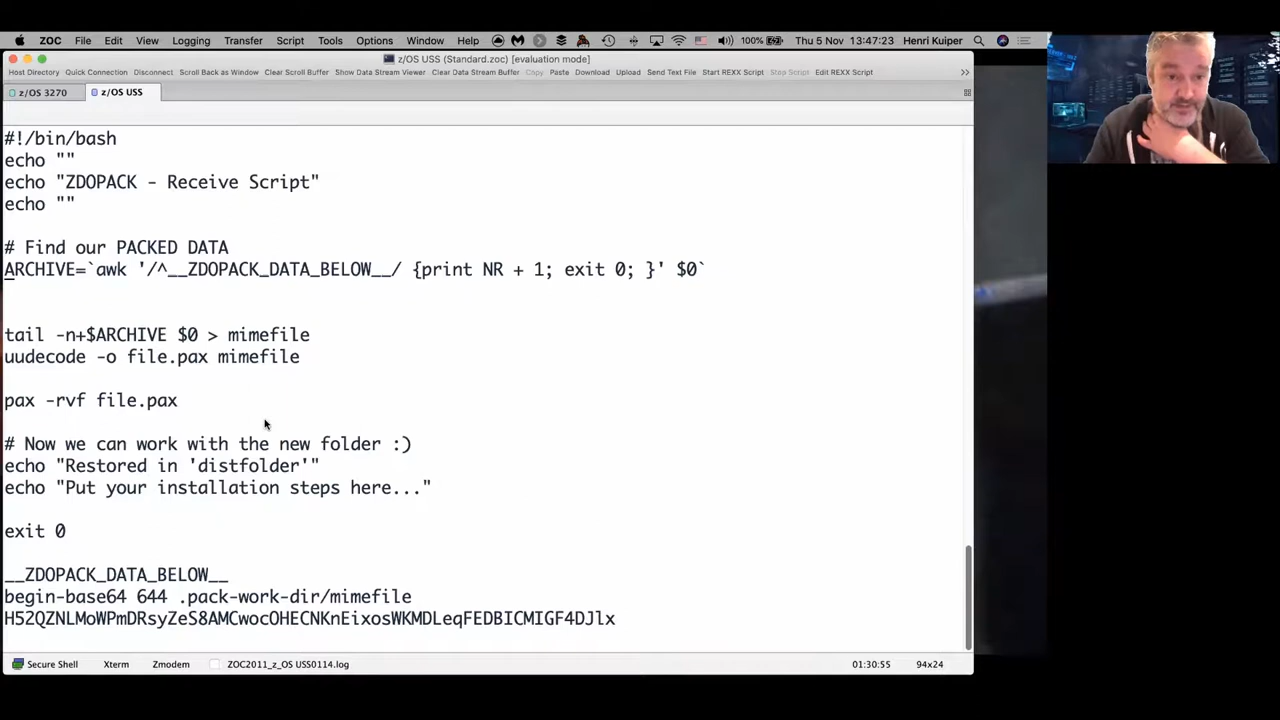 ZOC File Edit View Logging Transfer Script Tools Options Window Help 100% Thu 5 Nov 13:47:23 Henri Kuiper
z/OS USS (Standard.zoc) [evaluation mode]
Host Directory Quick Connection Disconnect Scroll Back as Window Clear Scroll Buffer Show Data Stream Viewer Clear Data Stream Buffer Copy Paste Download Upload Send Text File Start REXX Script Stop Script Edit REXX Script
z/OS 3270 z/OS USS
#!/bin/bash
echo ""
echo "ZDOPACK - Receive Script"
echo ""
# Find our PACKED DATA
ARCHIVE=`awk '/^__ZDOPACK_DATA_BELOW__/ {print NR + 1; exit 0; }' $0`
tail -n+$ARCHIVE $0 > mimefile
uudecode -o file.pax mimefile
pax -rvf file.pax
# Now we can work with the new folder :)
echo "Restored in 'distfolder'"
echo "Put your installation steps here..."
exit 0
__ZDOPACK_DATA_BELOW__
begin-base64 644 .pack-work-dir/mimefile
H52QZNLMoWPmDRsyZeS8AMCwocOHECNKnEixosWKMDLeqFEDBICMIGF4DJlx
Secure Shell Xterm Zmodem ZOC2011_z_OS USS0114.log 01:30:55 94x24